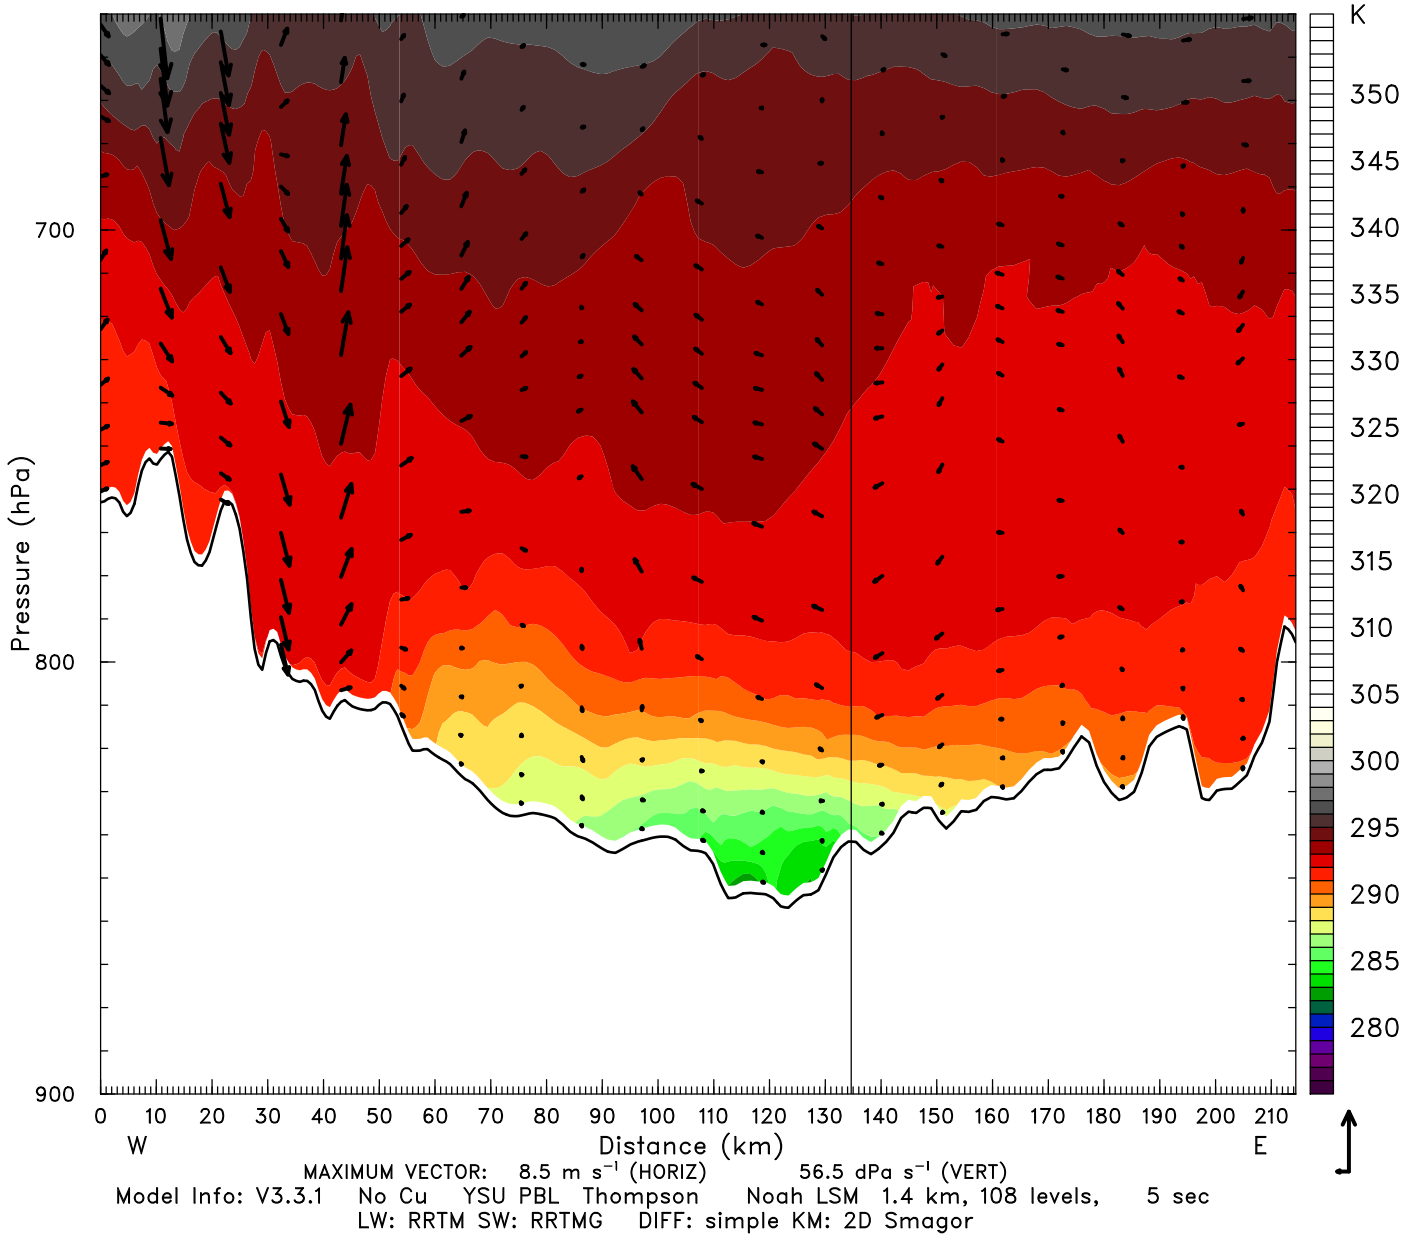 K
350
345
340
335
330
325
320
315
310
305
300
295
290
285
280
Pressure (hPa)
700
800
900
0 10 20 30 40 50 60 70 80 90 100 110 120 130 140 150 160 170 180 190 200 210
W Distance (km) E
MAXIMUM VECTOR: 8.5 m s⁻¹ (HORIZ) 56.5 dPa s⁻¹ (VERT)
Model Info: V3.3.1 No Cu YSU PBL Thompson Noah LSM 1.4 km, 108 levels, 5 sec
LW: RRTM SW: RRTMG DIFF: simple KM: 2D Smagor